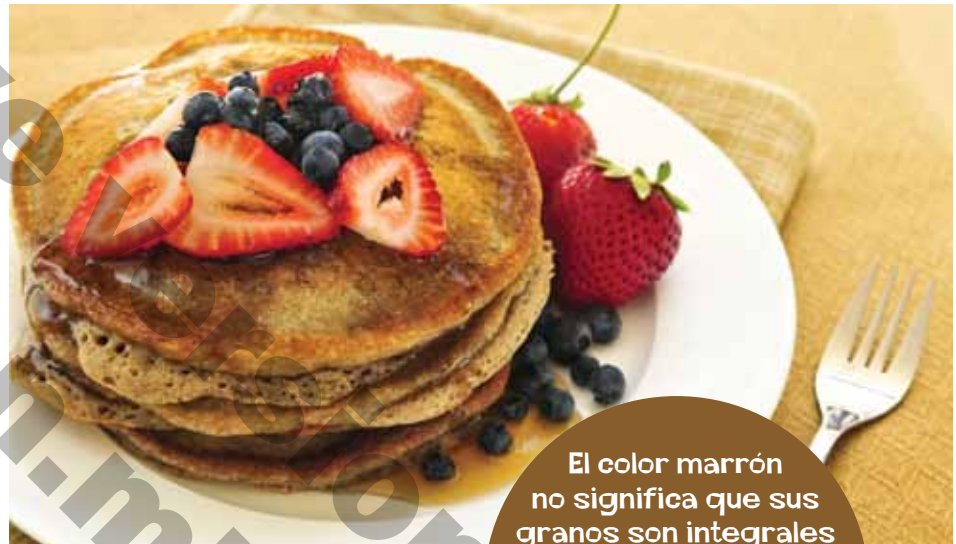 El color marrón
no significa que sus
granos son integrales